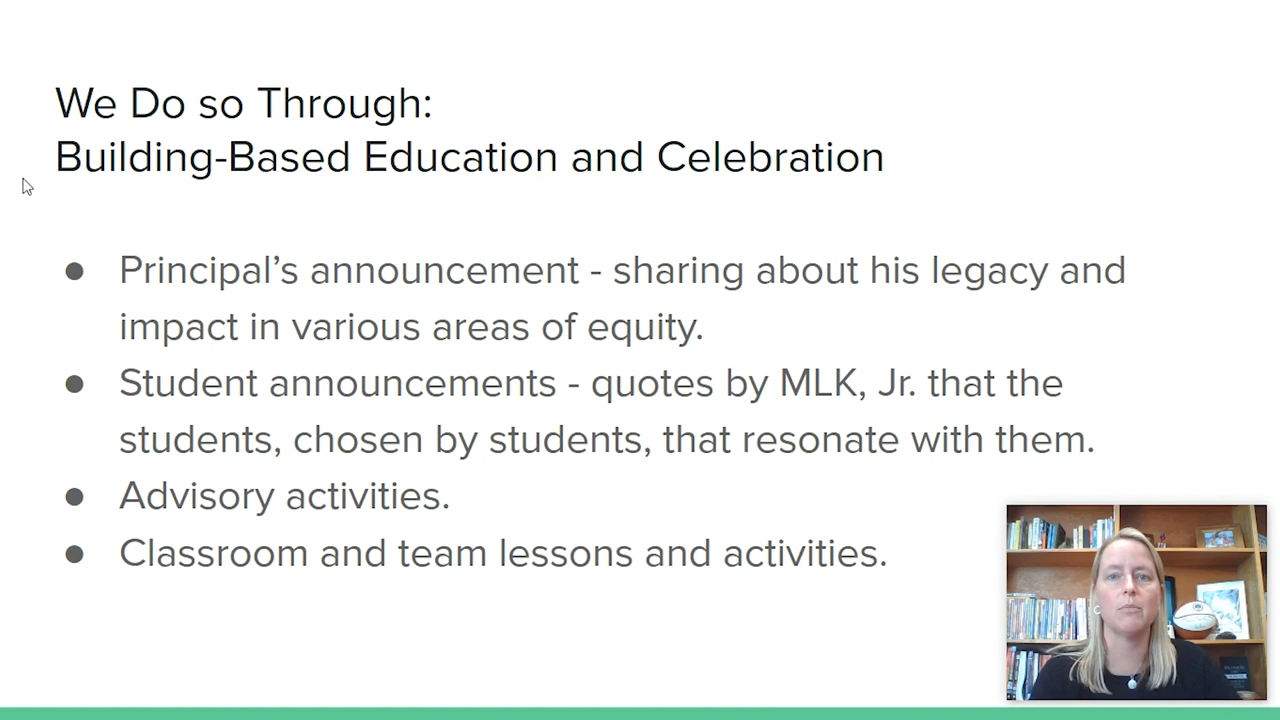 We Do so Through:
Building-Based Education and Celebration
● Principal’s announcement - sharing about his legacy and
impact in various areas of equity.
● Student announcements - quotes by MLK, Jr. that the
students, chosen by students, that resonate with them.
● Advisory activities.
● Classroom and team lessons and activities.